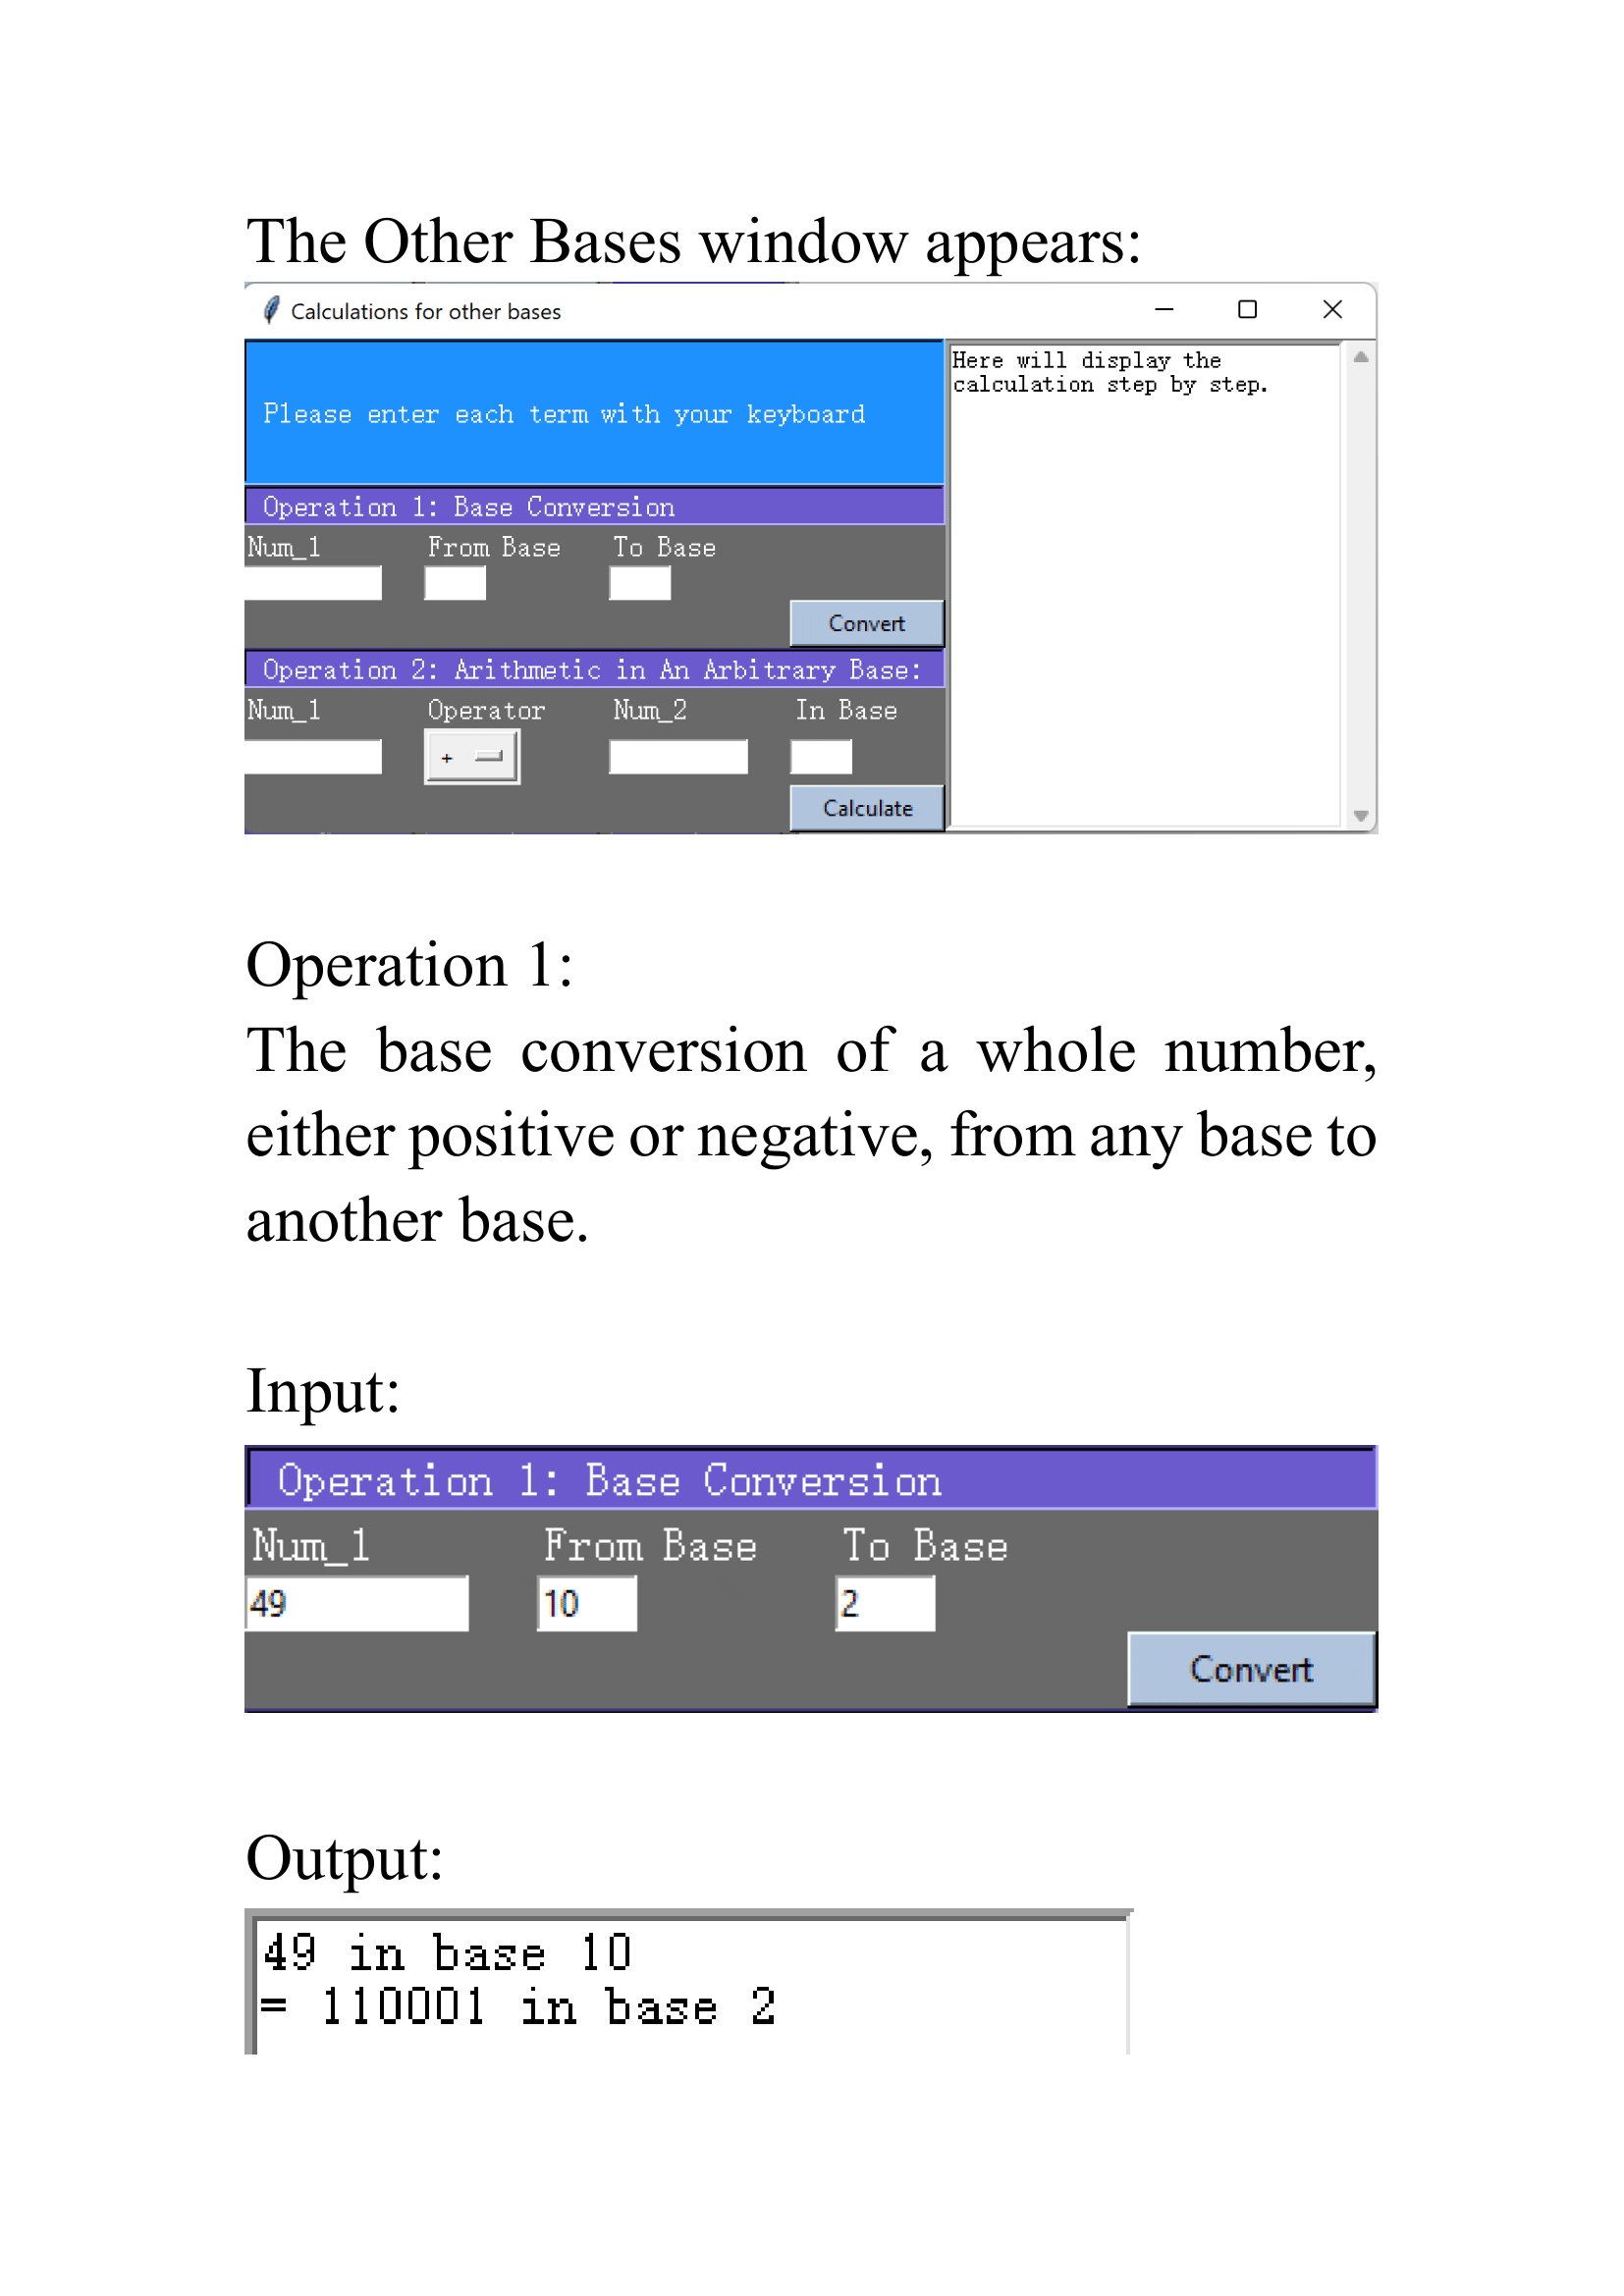 The Other Bases window appears:
Calculations for other bases
Please enter each term with your keyboard
Here will display the
calculation step by step.
Operation 1: Base Conversion
Num_1 From Base To Base
Convert
Operation 2: Arithmetic in An Arbitrary Base:
Num_1 Operator Num_2 In Base
+
Calculate
Operation 1:
The base conversion of a whole number,
either positive or negative, from any base to
another base.
Input:
Operation 1: Base Conversion
Num_1 From Base To Base
49 10 2
Convert
Output:
49 in base 10
= 110001 in base 2